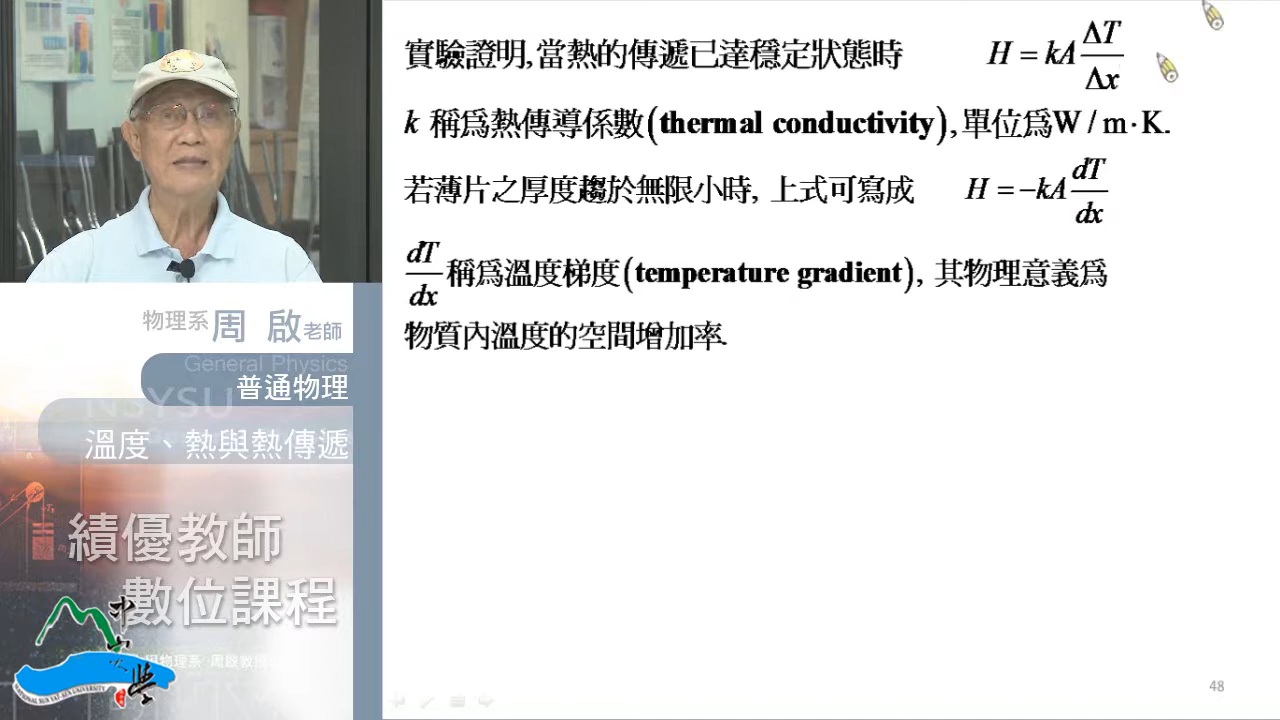 實驗證明,當熱的傳遞已達穩定狀態時 H = kA ΔT/Δx
k 稱為熱傳導係數(thermal conductivity),單位為W / m·K.
若薄片之厚度趨於無限小時, 上式可寫成 H = −kA dT/dx
dT/dx 稱為溫度梯度(temperature gradient), 其物理意義為
物質內溫度的空間增加率.
物理系周 啟老師
General Physics
普通物理
NSYSU
溫度、熱與熱傳遞
績優教師
數位課程
48